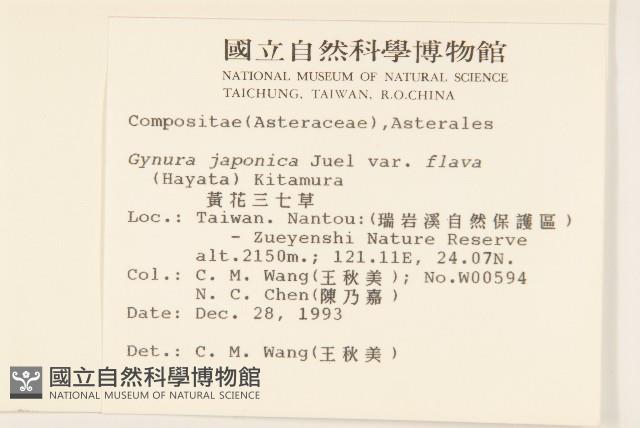 國立自然科學博物館
NATIONAL MUSEUM OF NATURAL SCIENCE
TAICHUNG, TAIWAN, R.O.CHINA
Compositae(Asteraceae),Asterales
Gynura japonica Juel var. flava
(Hayata) Kitamura
黃花三七草
Loc.: Taiwan. Nantou:(瑞岩溪自然保護區)
- Zueyenshi Nature Reserve
alt.2150m.; 121.11E, 24.07N.
Col.: C. M. Wang(王秋美); No.W00594
N. C. Chen(陳乃嘉)
Date: Dec. 28, 1993
Det.: C. M. Wang(王秋美)
國立自然科學博物館
NATIONAL MUSEUM OF NATURAL SCIENCE